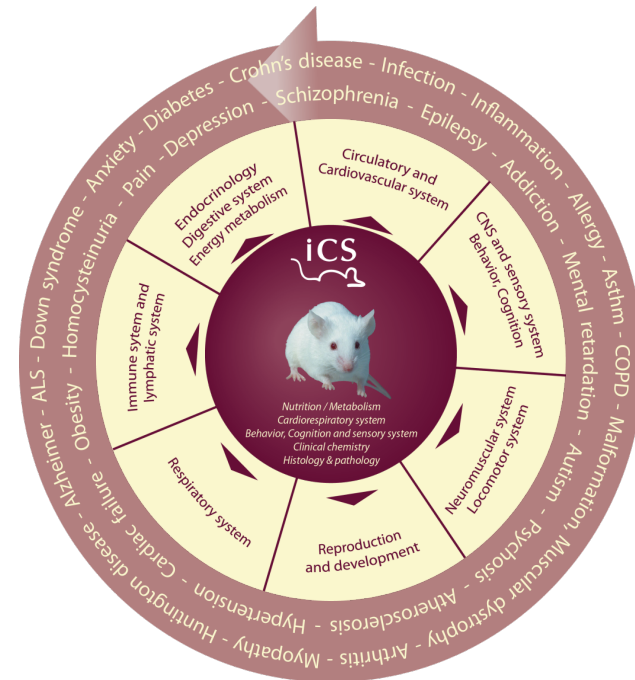 Crohn's disease - Infection - Inflammation - Allergy - Asthm - COPD - Malformation, Muscular dystrophy - Arthritis - Myopathy - Huntington disease - Alzheimer - ALS - Down syndrome - Anxiety - Diabetes -
Schizophrenia - Epilepsy - Addiction - Mental retardation - Autism - Psychosis - Atherosclerosis - Hypertension - Cardiac failure - Obesity - Homocysteinuria - Pain - Depression -
Circulatory and
Cardiovascular system
CNS and sensory system
Behavior, Cognition
Neuromuscular system
Locomotor system
Reproduction
and development
Respiratory system
Immune sytem and
lymphatic system
Endocrinology
Digestive system
Energy metabolism
iCS
Nutrition / Metabolism
Cardiorespiratory system
Behavior, Cognition and sensory system
Clinical chemistry
Histology & pathology